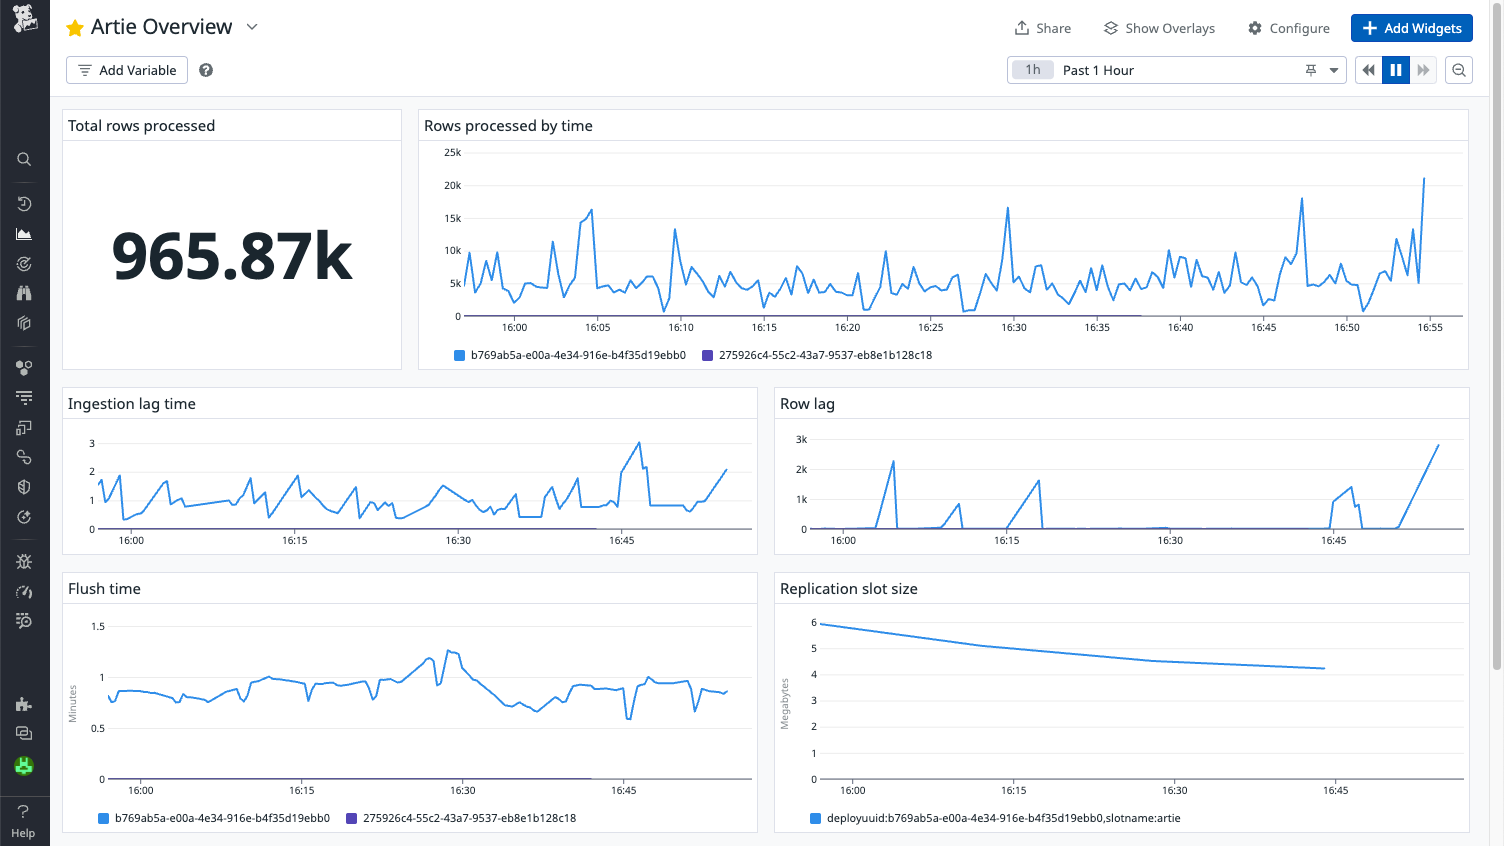 Artie Overview
Share
Show Overlays
Configure
Add Widgets
Add Variable
1h Past 1 Hour
Total rows processed
965.87k
Rows processed by time
25k
20k
15k
10k
5k
0
16:00 16:05 16:10 16:15 16:20 16:25 16:30 16:35 16:40 16:45 16:50 16:55
b769ab5a-e00a-4e34-916e-b4f35d19ebb0 275926c4-55c2-43a7-9537-eb8e1b128c18
Ingestion lag time
3
2
1
0
16:00 16:15 16:30 16:45
Row lag
3k
2k
1k
0
16:00 16:15 16:30 16:45
Flush time
Minutes
1.5
1
0.5
0
16:00 16:15 16:30 16:45
b769ab5a-e00a-4e34-916e-b4f35d19ebb0 275926c4-55c2-43a7-9537-eb8e1b128c18
Replication slot size
Megabytes
6
5
4
3
2
1
0
16:00 16:15 16:30 16:45
deployuuid:b769ab5a-e00a-4e34-916e-b4f35d19ebb0,slotname:artie
Help